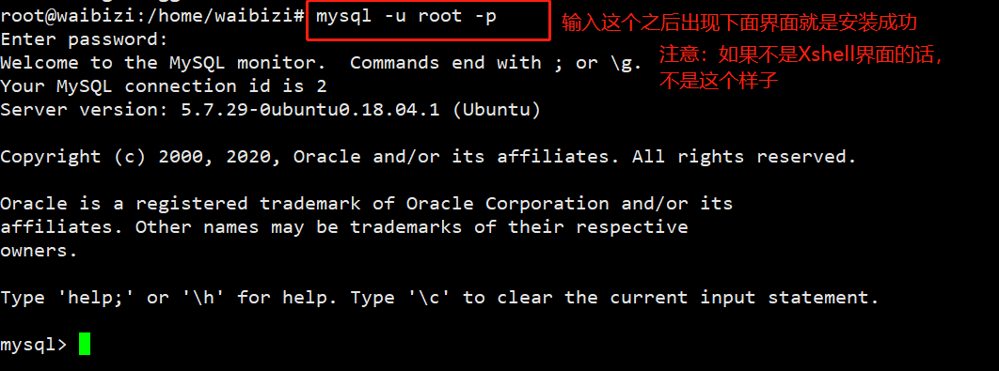 root@waibizi:/home/waibizi# mysql -u root -p
输入这个之后出现下面界面就是安装成功
Enter password:
Welcome to the MySQL monitor.  Commands end with ; or \g.
注意：如果不是Xshell界面的话，
不是这个样子
Your MySQL connection id is 2
Server version: 5.7.29-0ubuntu0.18.04.1 (Ubuntu)
Copyright (c) 2000, 2020, Oracle and/or its affiliates. All rights reserved.
Oracle is a registered trademark of Oracle Corporation and/or its
affiliates. Other names may be trademarks of their respective
owners.
Type 'help;' or '\h' for help. Type '\c' to clear the current input statement.
mysql>